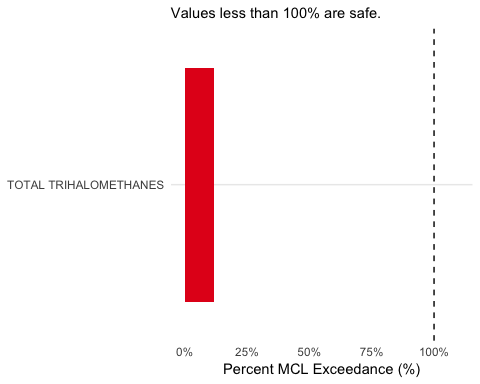 Values less than 100% are safe.
TOTAL TRIHALOMETHANES
0% 25% 50% 75% 100%
Percent MCL Exceedance (%)